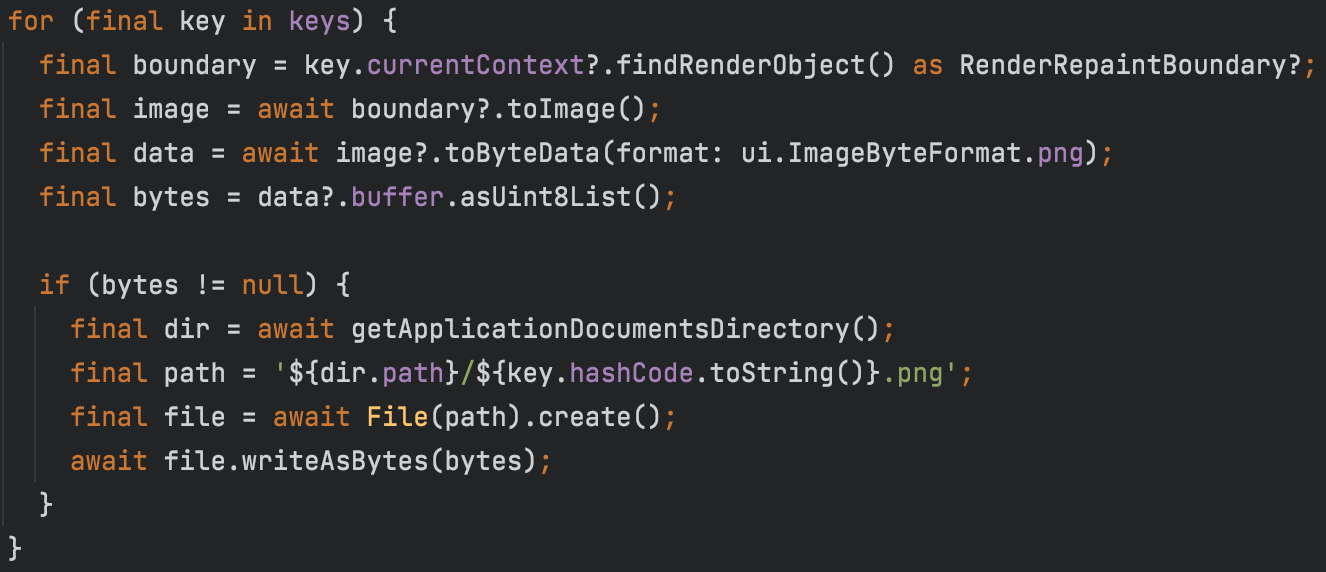 for (final key in keys) {
  final boundary = key.currentContext?.findRenderObject() as RenderRepaintBoundary?;
  final image = await boundary?.toImage();
  final data = await image?.toByteData(format: ui.ImageByteFormat.png);
  final bytes = data?.buffer.asUint8List();

  if (bytes != null) {
    final dir = await getApplicationDocumentsDirectory();
    final path = '${dir.path}/${key.hashCode.toString()}.png';
    final file = await File(path).create();
    await file.writeAsBytes(bytes);
  }
}